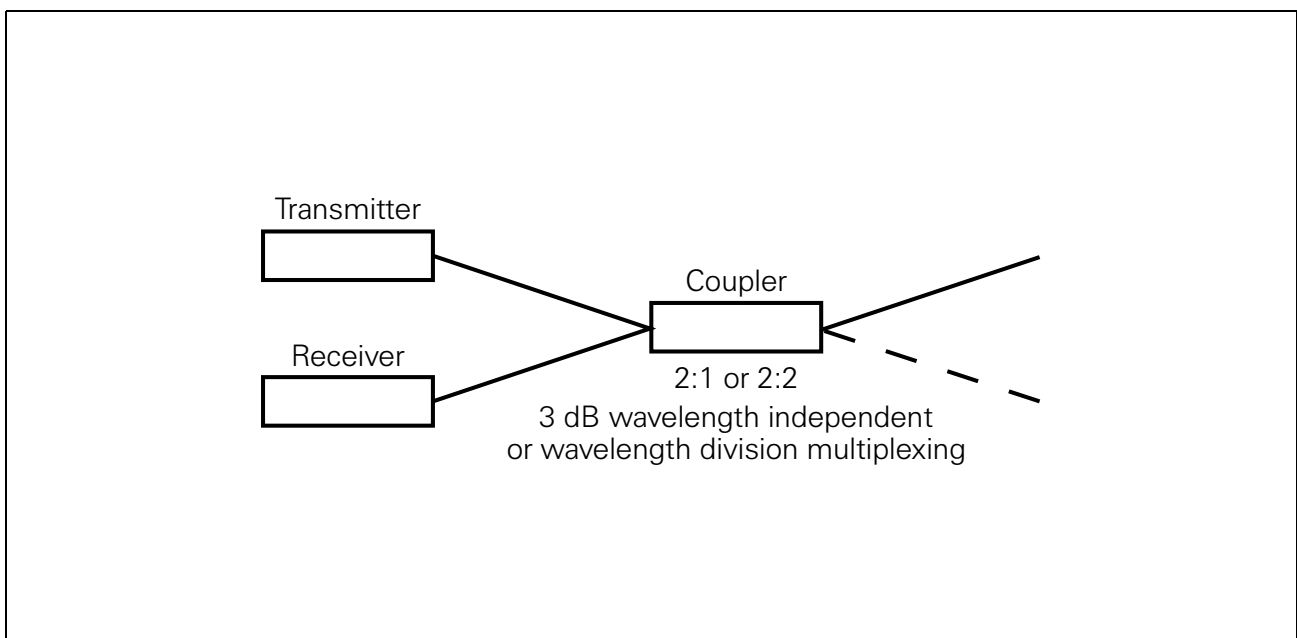 Transmitter
Coupler
Receiver
2:1 or 2:2
3 dB wavelength independent
or wavelength division multiplexing